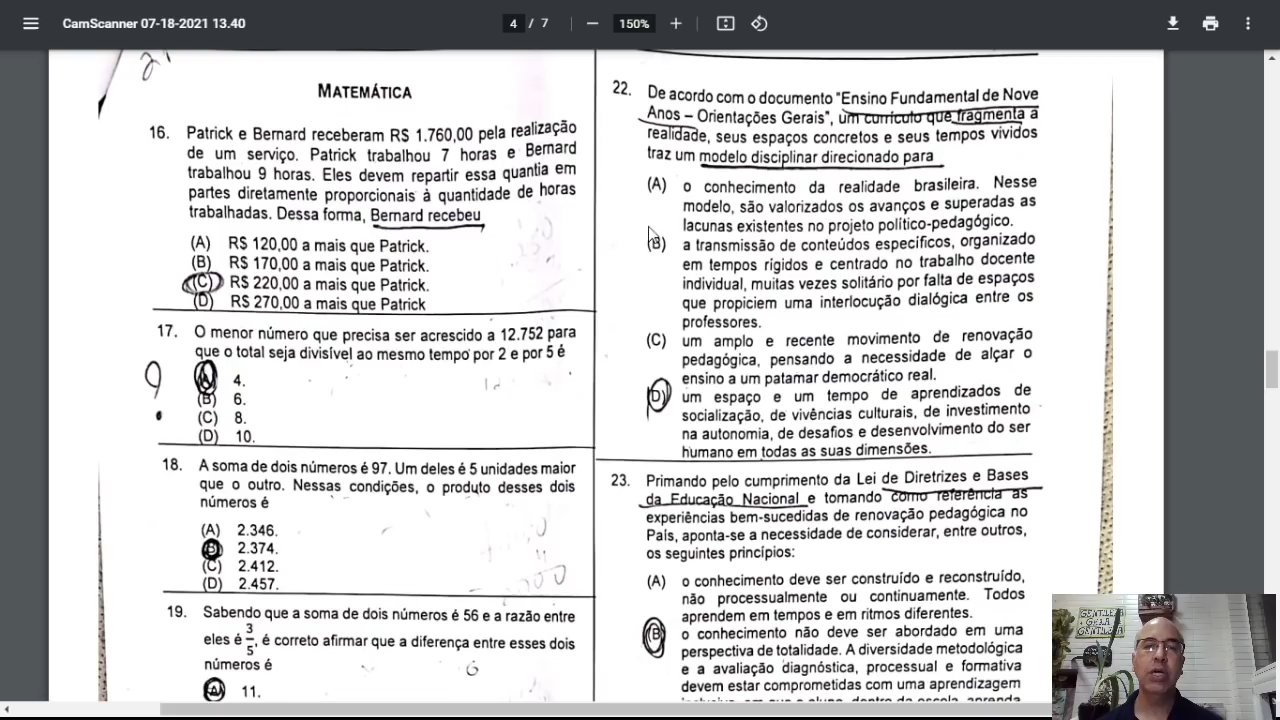 CamScanner 07-18-2021 13.40
4 / 7
150%
MATEMÁTICA
16. Patrick e Bernard receberam R$ 1.760,00 pela realização
de um serviço. Patrick trabalhou 7 horas e Bernard
trabalhou 9 horas. Eles devem repartir essa quantia em
partes diretamente proporcionais à quantidade de horas
trabalhadas. Dessa forma, Bernard recebeu
(A) R$ 120,00 a mais que Patrick.
(B) R$ 170,00 a mais que Patrick.
(C) R$ 220,00 a mais que Patrick.
(D) R$ 270,00 a mais que Patrick
17. O menor número que precisa ser acrescido a 12.752 para
que o total seja divisível ao mesmo tempo por 2 e por 5 é
(A) 4.
(B) 6.
(C) 8.
(D) 10.
18. A soma de dois números é 97. Um deles é 5 unidades maior
que o outro. Nessas condições, o produto desses dois
números é
(A) 2.346.
(B) 2.374.
(C) 2.412.
(D) 2.457.
19. Sabendo que a soma de dois números é 56 e a razão entre
eles é 3/5, é correto afirmar que a diferença entre esses dois
números é
(A) 11.
22. De acordo com o documento "Ensino Fundamental de Nove
Anos – Orientações Gerais", um currículo que fragmenta a
realidade, seus espaços concretos e seus tempos vividos
traz um modelo disciplinar direcionado para
(A) o conhecimento da realidade brasileira. Nesse
modelo, são valorizados os avanços e superadas as
lacunas existentes no projeto político-pedagógico.
(B) a transmissão de conteúdos específicos, organizado
em tempos rígidos e centrado no trabalho docente
individual, muitas vezes solitário por falta de espaços
que propiciem uma interlocução dialógica entre os
professores.
(C) um amplo e recente movimento de renovação
pedagógica, pensando a necessidade de alçar o
ensino a um patamar democrático real.
(D) um espaço e um tempo de aprendizados de
socialização, de vivências culturais, de investimento
na autonomia, de desafios e desenvolvimento do ser
humano em todas as suas dimensões.
23. Primando pelo cumprimento da Lei de Diretrizes e Bases
da Educação Nacional e tomando como referência as
experiências bem-sucedidas de renovação pedagógica no
País, aponta-se a necessidade de considerar, entre outros,
os seguintes princípios:
(A) o conhecimento deve ser construído e reconstruído,
não processualmente ou continuamente. Todos
aprendem em tempos e em ritmos diferentes.
(B) o conhecimento não deve ser abordado em uma
perspectiva de totalidade. A diversidade metodológica
e a avaliação diagnóstica, processual e formativa
devem estar comprometidas com uma aprendizagem
GENTILEZA
GERA
GENTILEZA